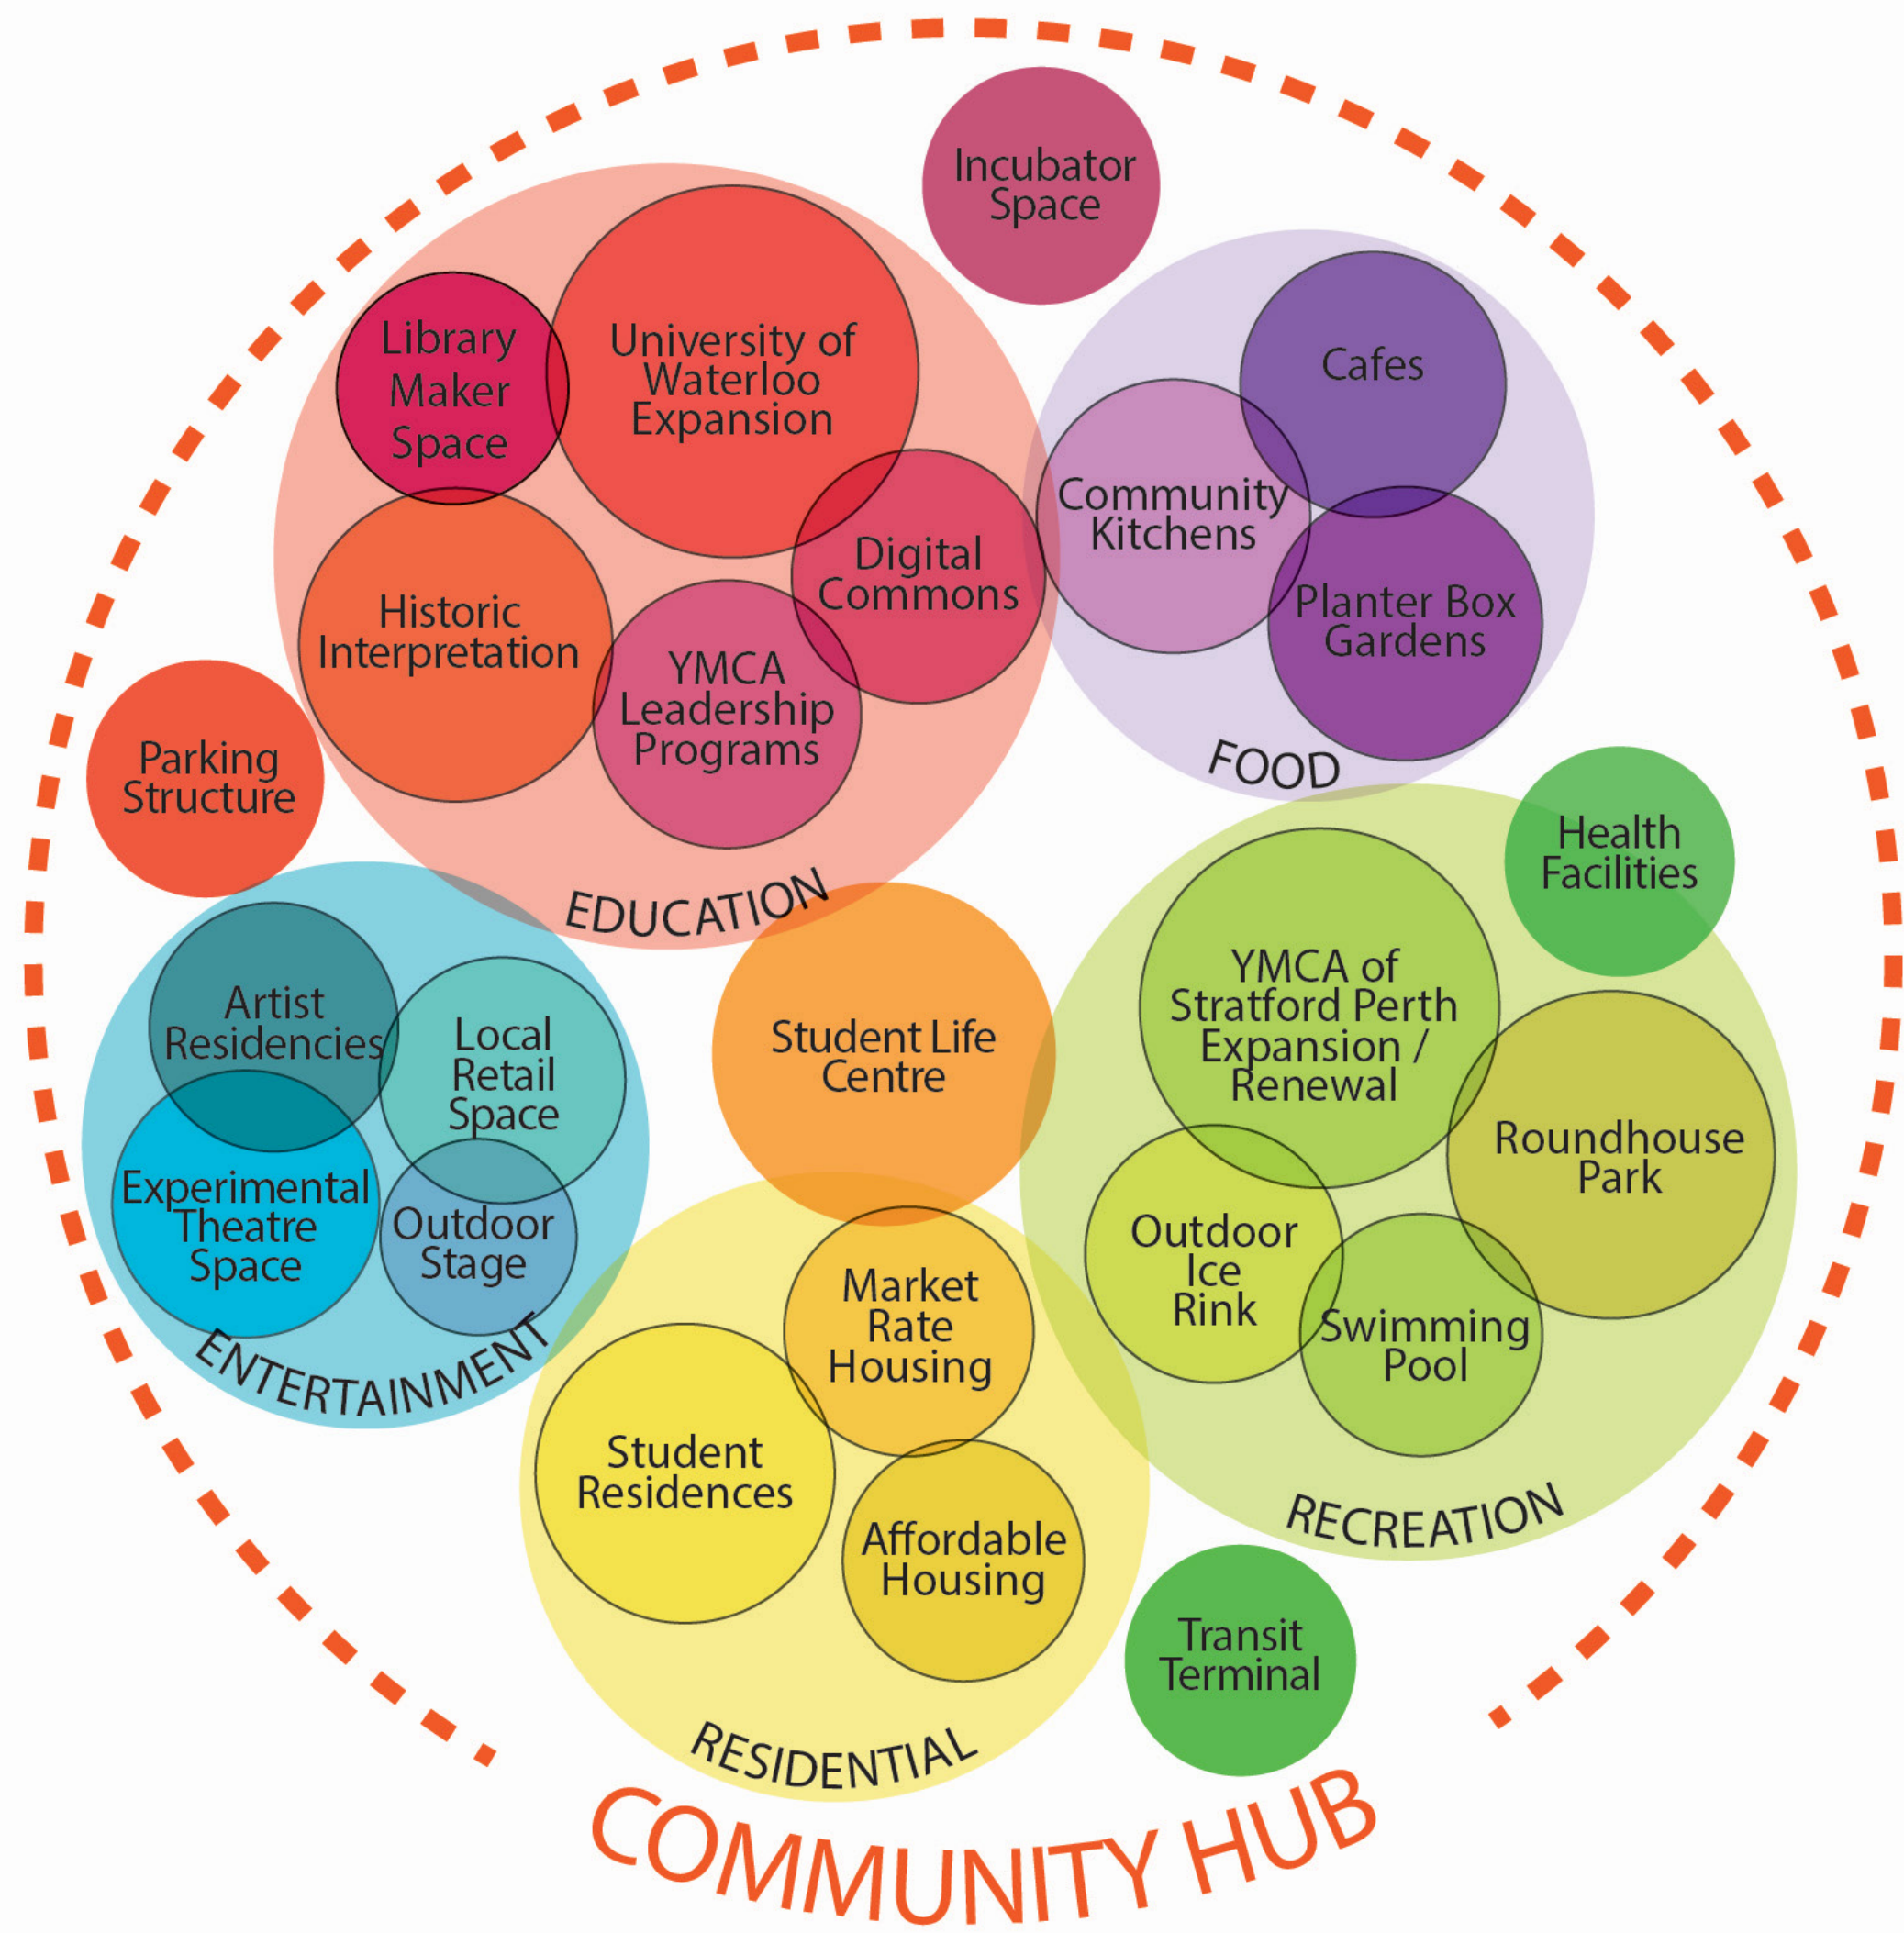 Incubator
Space
Library
Maker
Space
University of
Waterloo
Expansion
Cafes
Community
Kitchens
Digital
Commons
Planter Box
Gardens
Historic
Interpretation
YMCA
Leadership
Programs
FOOD
Parking
Structure
EDUCATION
Health
Facilities
Artist
Residencies
Local
Retail
Space
Student Life
Centre
YMCA of
Stratford Perth
Expansion /
Renewal
Roundhouse
Park
Experimental
Theatre
Space
Outdoor
Stage
ENTERTAINMENT
Outdoor
Ice
Rink
Swimming
Pool
RECREATION
Market
Rate
Housing
Student
Residences
Affordable
Housing
RESIDENTIAL
Transit
Terminal
COMMUNITY HUB